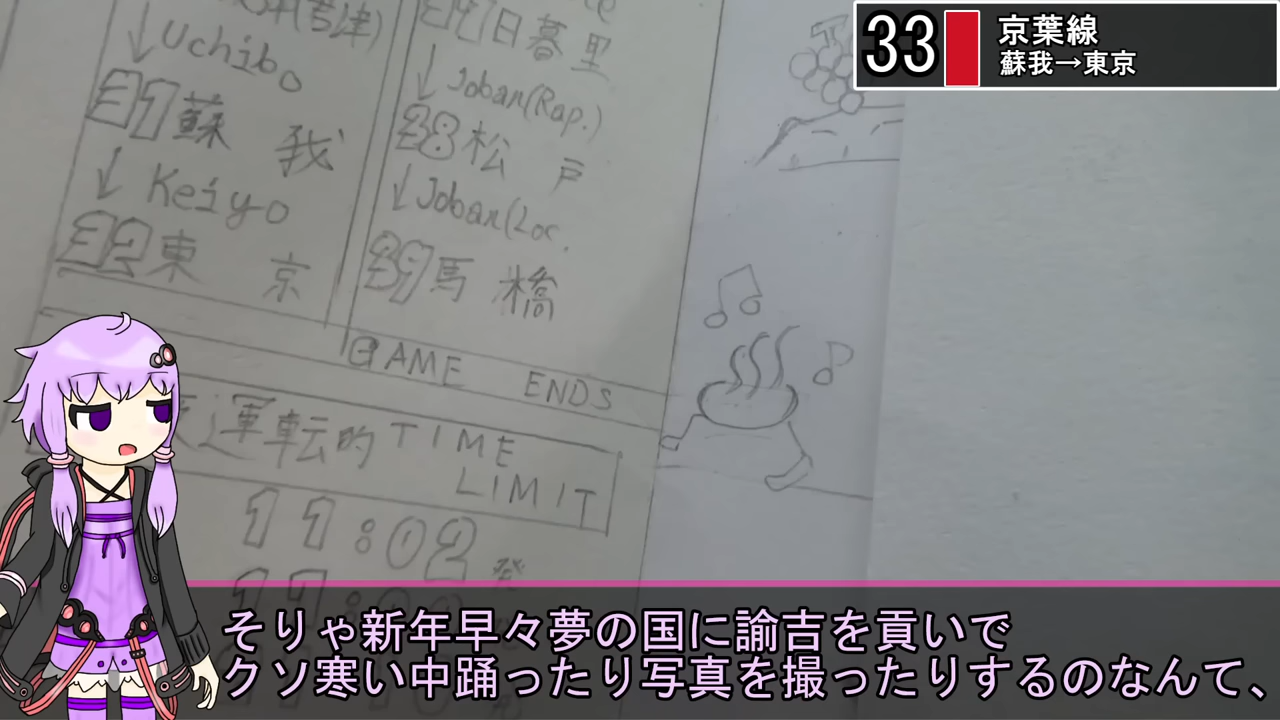 33
京葉線
蘇我→東京
Uchibo
31蘇我
Keiyo
32東京
日暮里
Joban(Rap.)
38松戸
Joban(Loc.
39馬橋
GAME ENDS
運転的TIME
LIMIT
11:02発
そりゃ新年早々夢の国に諭吉を貢いで
クソ寒い中踊ったり写真を撮ったりするのなんて、